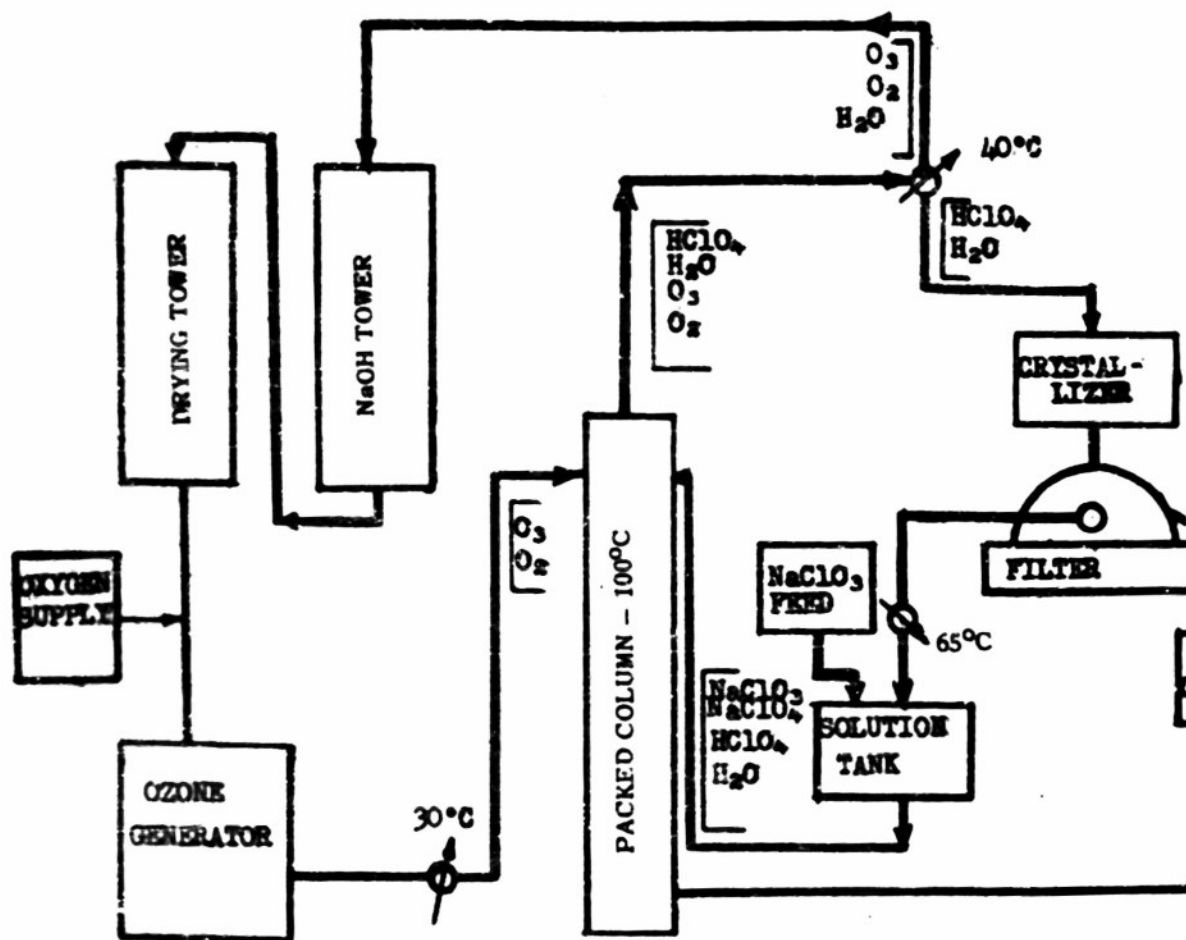 O₃
O₂
H₂O
40°C
HClO₄
H₂O
HClO₄
H₂O
O₃
O₂
DRYING TOWER
NaOH TOWER
CRYSTAL-
LIZER
FILTER
OXYGEN
SUPPLY
O₃
O₂
NaClO₃
FEED
65°C
PACKED COLUMN - 100°C
NaClO₃
NaClO₄
HClO₄
H₂O
SOLUTION
TANK
OZONE
GENERATOR
30°C